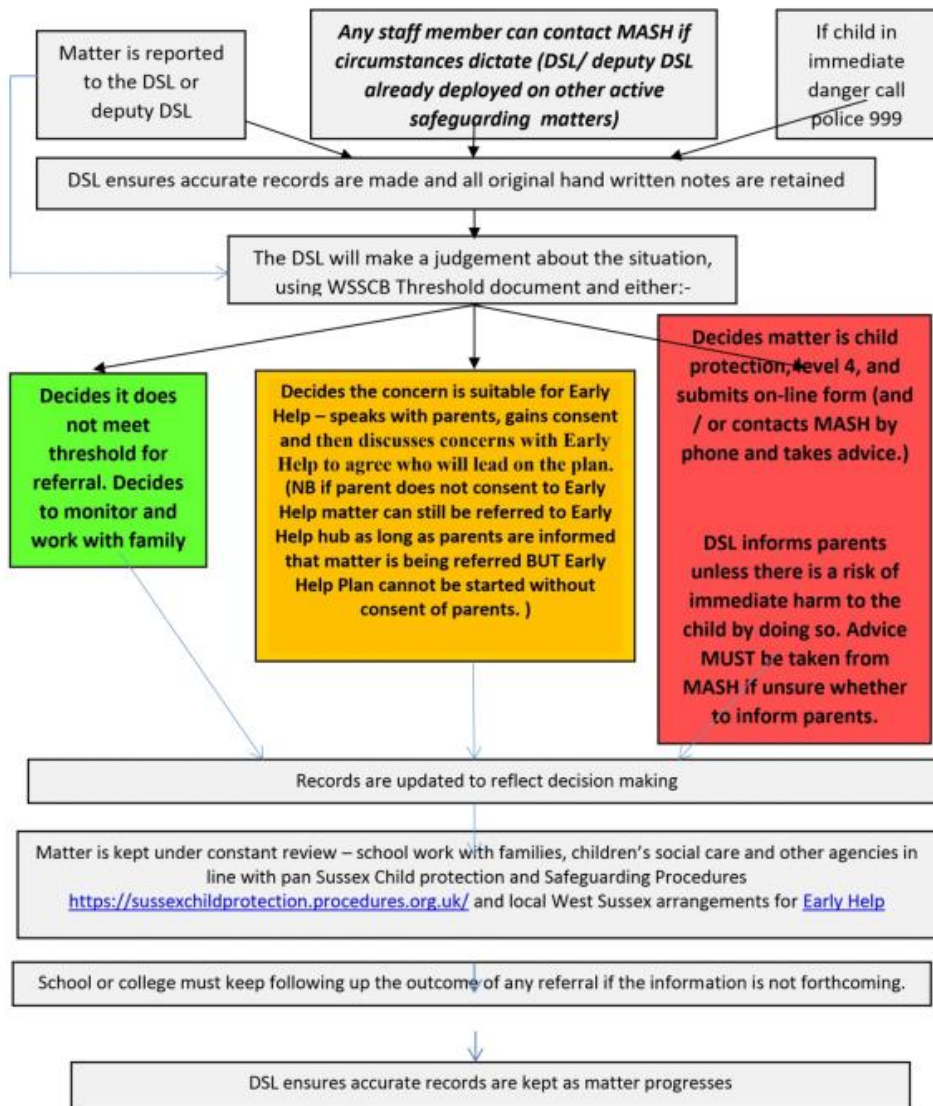 Matter is reported
to the DSL or
deputy DSL
Any staff member can contact MASH if
circumstances dictate (DSL/ deputy DSL
already deployed on other active
safeguarding matters)
If child in
immediate
danger call
police 999
DSL ensures accurate records are made and all original hand written notes are retained
The DSL will make a judgement about the situation,
using WSSCB Threshold document and either:-
Decides it does
not meet
threshold for
referral. Decides
to monitor and
work with family
Decides the concern is suitable for Early
Help – speaks with parents, gains consent
and then discusses concerns with Early
Help to agree who will lead on the plan.
(NB if parent does not consent to Early
Help matter can still be referred to Early
Help hub as long as parents are informed
that matter is being referred BUT Early
Help Plan cannot be started without
consent of parents. )
Decides matter is child
protection, level 4, and
submits on-line form (and
/ or contacts MASH by
phone and takes advice.)
DSL informs parents
unless there is a risk of
immediate harm to the
child by doing so. Advice
MUST be taken from
MASH if unsure whether
to inform parents.
Records are updated to reflect decision making
Matter is kept under constant review – school work with families, children's social care and other agencies in
line with pan Sussex Child protection and Safeguarding Procedures
https://sussexchildprotection.procedures.org.uk/ and local West Sussex arrangements for Early Help
School or college must keep following up the outcome of any referral if the information is not forthcoming.
DSL ensures accurate records are kept as matter progresses